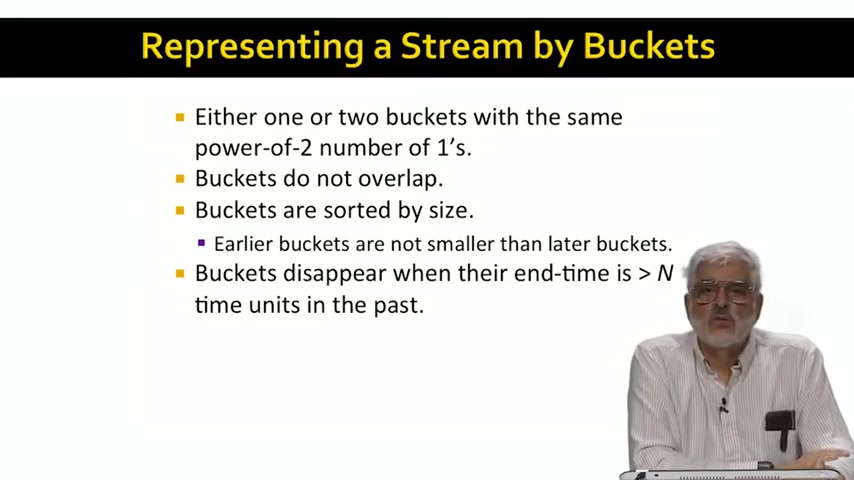 Representing a Stream by Buckets
Either one or two buckets with the same
power-of-2 number of 1's.
Buckets do not overlap.
Buckets are sorted by size.
Earlier buckets are not smaller than later buckets.
Buckets disappear when their end-time is > N
time units in the past.